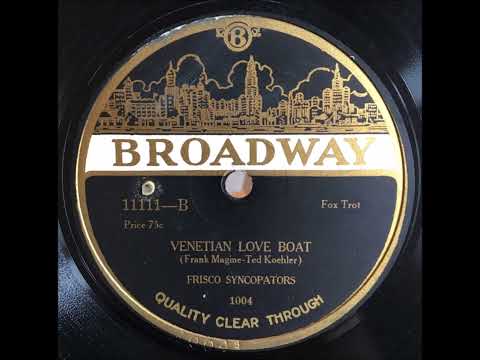 B
BROADWAY
11111—B
Fox Trot
Price 75c
VENETIAN LOVE BOAT
(Frank Magine-Ted Koehler)
FRISCO SYNCOPATORS
1004
QUALITY CLEAR THROUGH